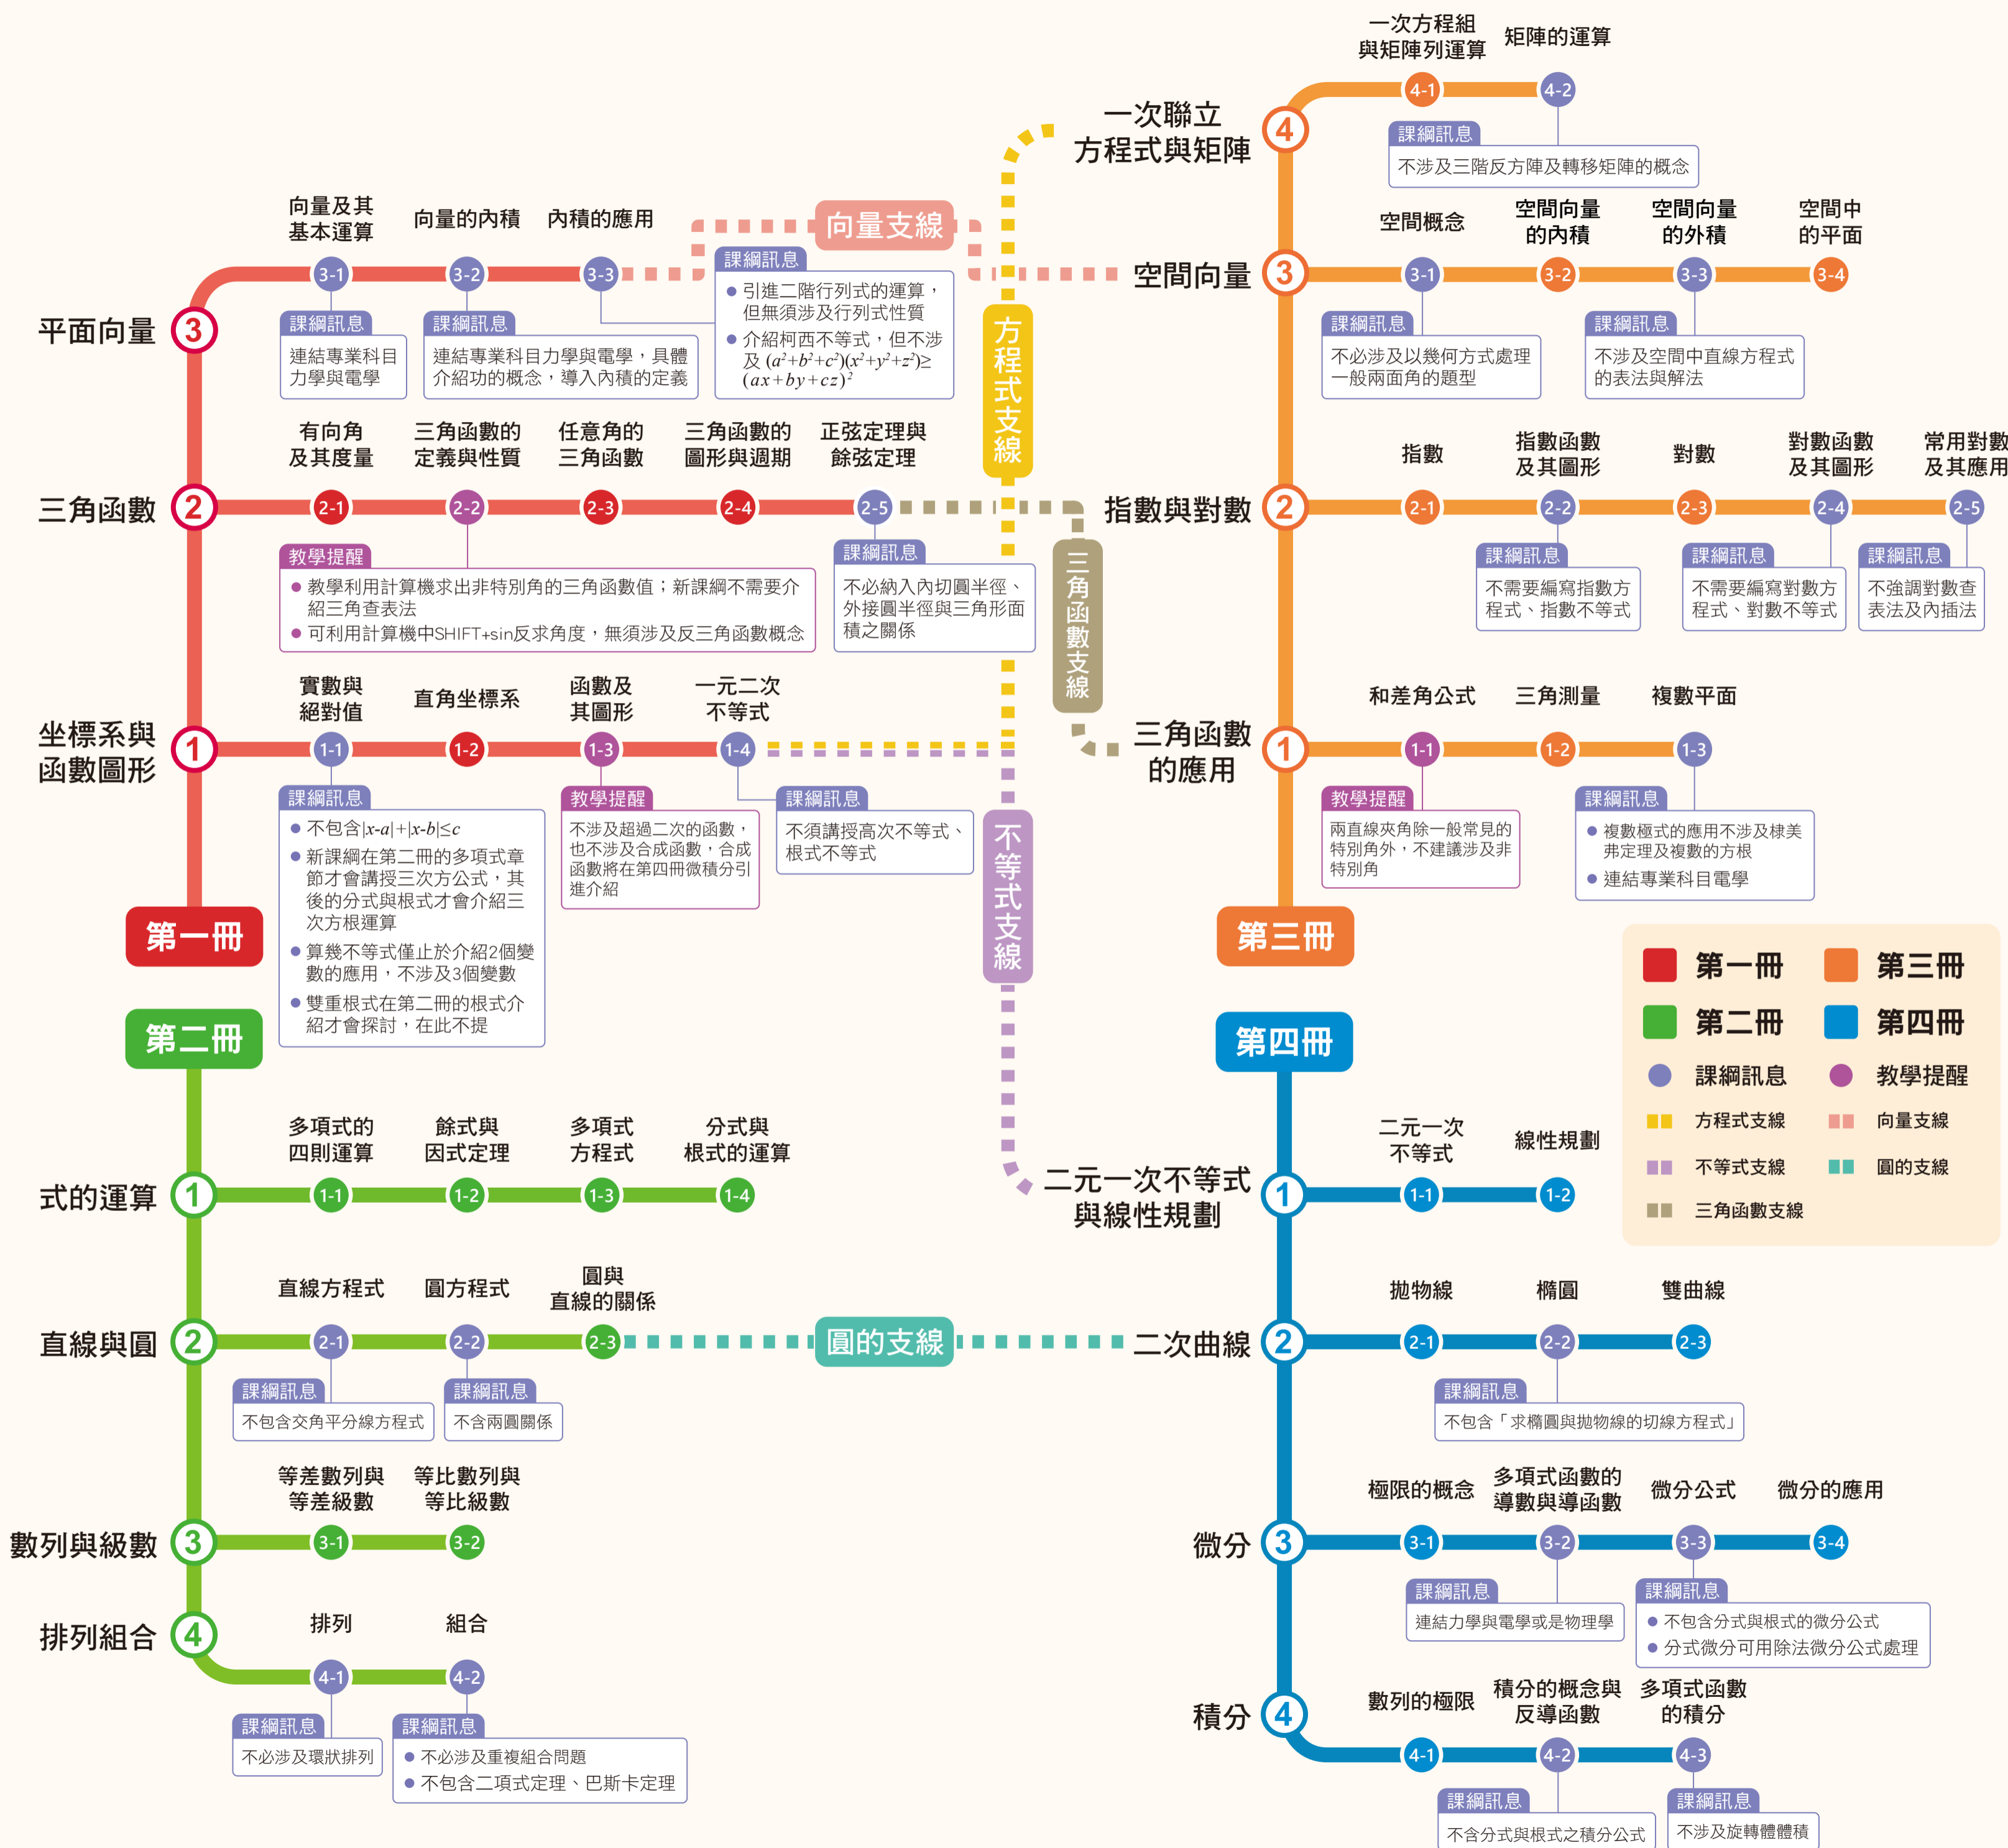 向量及其
基本運算
向量的內積
內積的應用
向量支線
平面向量
3
3-1
3-2
3-3
課綱訊息
連結專業科目
力學與電學
課綱訊息
連結專業科目力學與電學，具體
介紹功的概念，導入內積的定義
課綱訊息
引進二階行列式的運算，
但無須涉及行列式性質
介紹柯西不等式，但不涉
及 (a²+b²+c²)(x²+y²+z²)≥
(ax+by+cz)²
方程式支線
有向角
及其度量
三角函數的
定義與性質
任意角的
三角函數
三角函數的
圖形與週期
正弦定理與
餘弦定理
三角函數
2
2-1
2-2
2-3
2-4
2-5
教學提醒
教學利用計算機求出非特別角的三角函數值；新課綱不需要介
紹三角查表法
可利用計算機中SHIFT+sin反求角度，無須涉及反三角函數概念
課綱訊息
不必納入內切圓半徑、
外接圓半徑與三角形面
積之關係
三角函數支線
實數與
絕對值
直角坐標系
函數及
其圖形
一元二次
不等式
坐標系與
函數圖形
1
1-1
1-2
1-3
1-4
課綱訊息
不包含|x-a|+|x-b|≤c
新課綱在第二冊的多項式章
節才會講授三次方公式，其
後的分式與根式才會介紹三
次方根運算
算幾不等式僅止於介紹2個變
數的應用，不涉及3個變數
雙重根式在第二冊的根式介
紹才會探討，在此不提
教學提醒
不涉及超過二次的函數，
也不涉及合成函數，合成
函數將在第四冊微積分引
進介紹
課綱訊息
不須講授高次不等式、
根式不等式
不等式支線
第一冊
第二冊
多項式的
四則運算
餘式與
因式定理
多項式
方程式
分式與
根式的運算
式的運算
1
1-1
1-2
1-3
1-4
直線方程式
圓方程式
圓與
直線的關係
直線與圓
2
2-1
2-2
2-3
圓的支線
課綱訊息
不包含交角平分線方程式
課綱訊息
不含兩圓關係
等差數列與
等差級數
等比數列與
等比級數
數列與級數
3
3-1
3-2
排列
組合
排列組合
4
4-1
4-2
課綱訊息
不必涉及環狀排列
課綱訊息
不必涉及重複組合問題
不包含二項式定理、巴斯卡定理
一次方程組
與矩陣列運算
矩陣的運算
一次聯立
方程式與矩陣
4
4-1
4-2
課綱訊息
不涉及三階反方陣及轉移矩陣的概念
空間概念
空間向量
的內積
空間向量
的外積
空間中
的平面
空間向量
3
3-1
3-2
3-3
3-4
課綱訊息
不必涉及以幾何方式處理
一般兩面角的題型
課綱訊息
不涉及空間中直線方程式
的表法與解法
指數
指數函數
及其圖形
對數
對數函數
及其圖形
常用對數
及其應用
指數與對數
2
2-1
2-2
2-3
2-4
2-5
課綱訊息
不需要編寫指數方
程式、指數不等式
課綱訊息
不需要編寫對數方
程式、對數不等式
課綱訊息
不強調對數查
表法及內插法
和差角公式
三角測量
複數平面
三角函數
的應用
1
1-1
1-2
1-3
教學提醒
兩直線夾角除一般常見的
特別角外，不建議涉及非
特別角
課綱訊息
複數極式的應用不涉及棣美
弗定理及複數的方根
連結專業科目電學
第三冊
第一冊
第三冊
第二冊
第四冊
課綱訊息
教學提醒
方程式支線
向量支線
不等式支線
圓的支線
三角函數支線
第四冊
二元一次
不等式
線性規劃
二元一次不等式
與線性規劃
1
1-1
1-2
拋物線
橢圓
雙曲線
二次曲線
2
2-1
2-2
2-3
課綱訊息
不包含「求橢圓與拋物線的切線方程式」
極限的概念
多項式函數的
導數與導函數
微分公式
微分的應用
微分
3
3-1
3-2
3-3
3-4
課綱訊息
連結力學與電學或是物理學
課綱訊息
不包含分式與根式的微分公式
分式微分可用除法微分公式處理
數列的極限
積分的概念與
反導函數
多項式函數
的積分
積分
4
4-1
4-2
4-3
課綱訊息
不含分式與根式之積分公式
課綱訊息
不涉及旋轉體體積